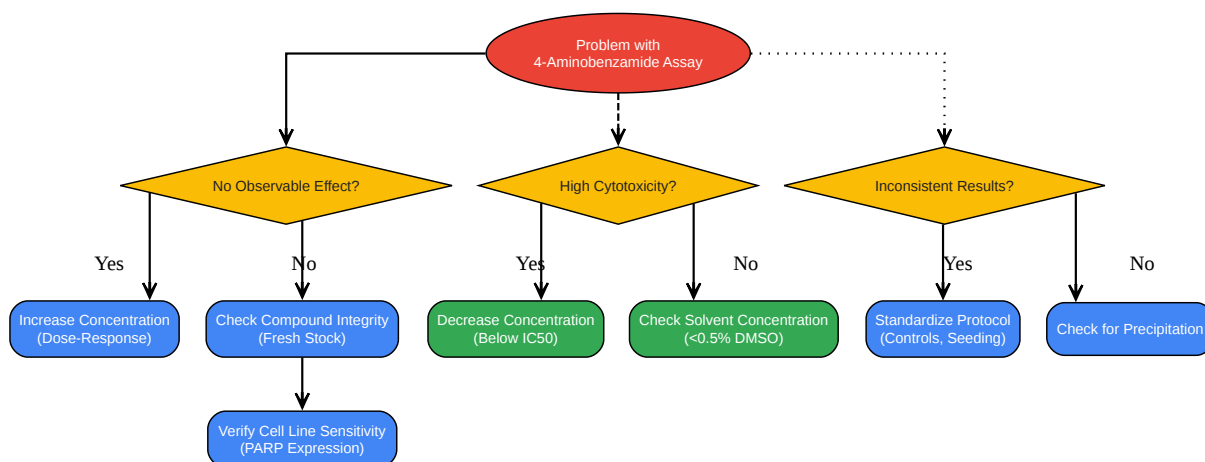 Problem with
4-Aminobenzamide Assay
No Observable Effect?
High Cytotoxicity?
Inconsistent Results?
Yes
No
Yes
No
Yes
No
Increase Concentration
(Dose-Response)
Check Compound Integrity
(Fresh Stock)
Decrease Concentration
(Below IC50)
Check Solvent Concentration
(<0.5% DMSO)
Standardize Protocol
(Controls, Seeding)
Check for Precipitation
Verify Cell Line Sensitivity
(PARP Expression)